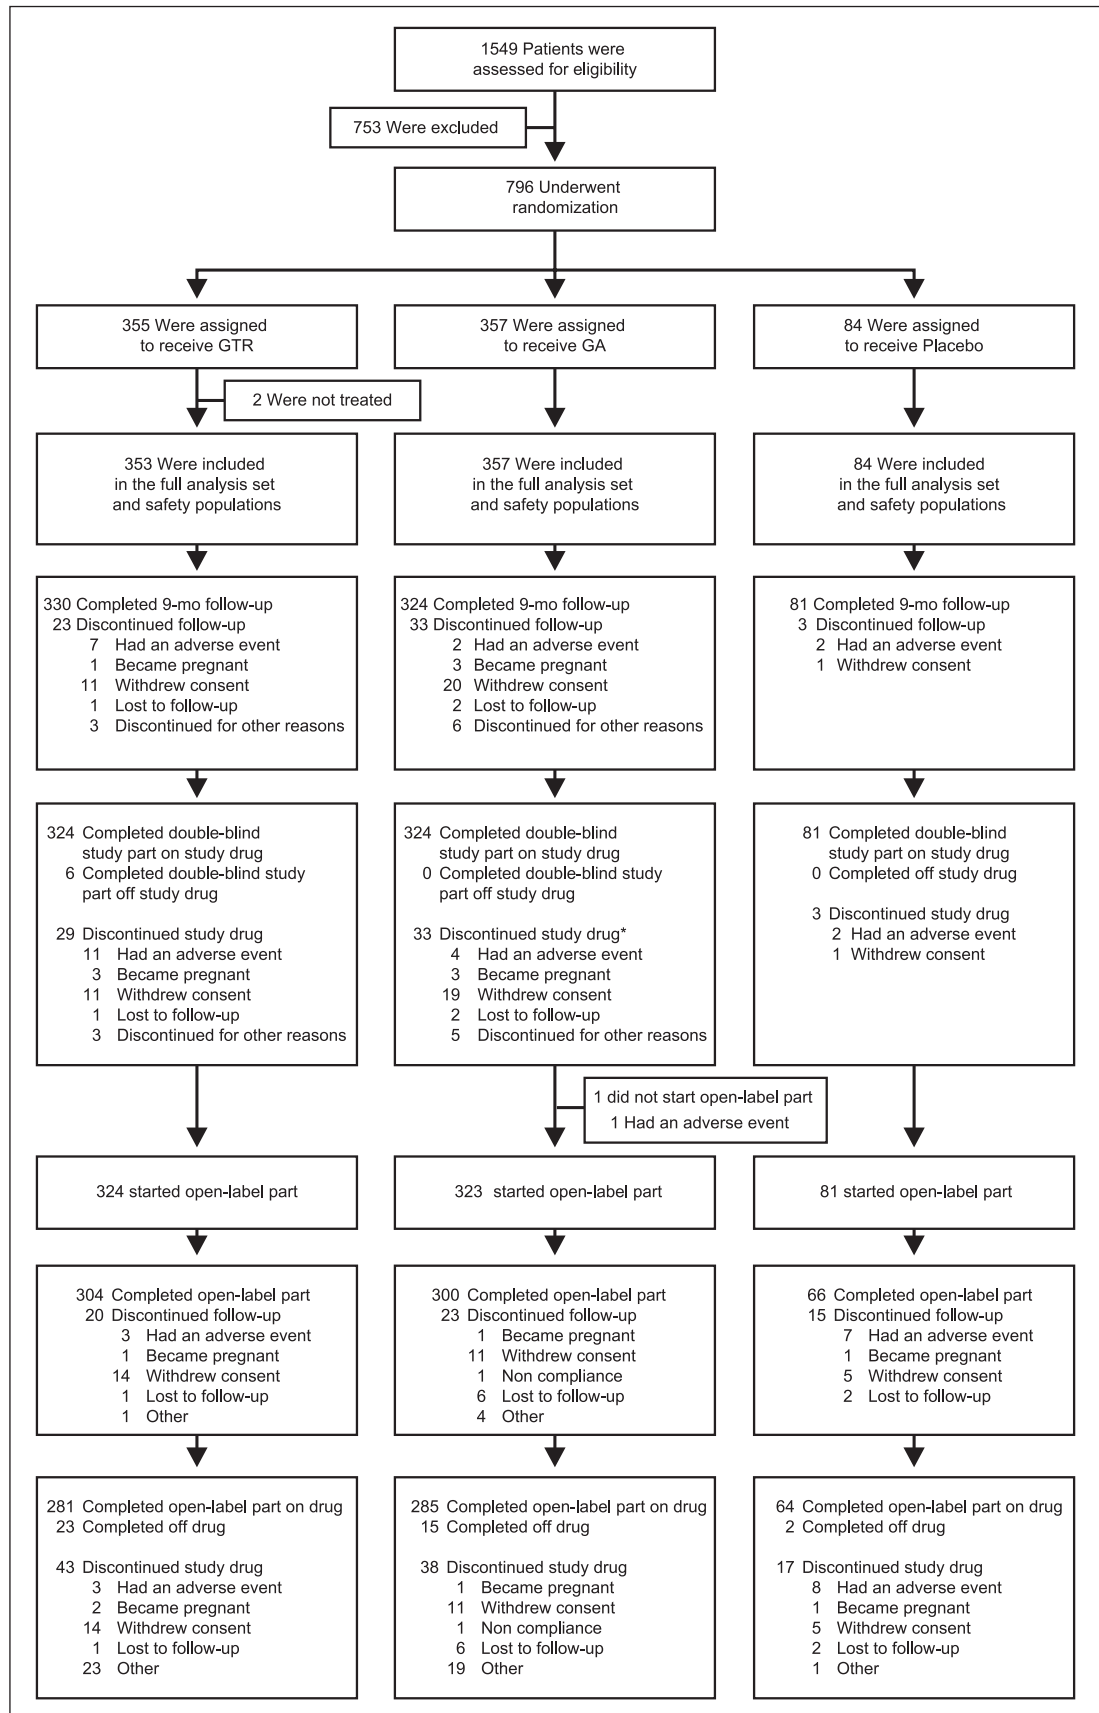 1549 Patients were
assessed for eligibility
753 Were excluded
796 Underwent
randomization
355 Were assigned
to receive GTR
357 Were assigned
to receive GA
84 Were assigned
to receive Placebo
2 Were not treated
353 Were included
in the full analysis set
and safety populations
357 Were included
in the full analysis set
and safety populations
84 Were included
in the full analysis set
and safety populations
330 Completed 9-mo follow-up
23 Discontinued follow-up
7 Had an adverse event
1 Became pregnant
11 Withdrew consent
1 Lost to follow-up
3 Discontinued for other reasons
324 Completed 9-mo follow-up
33 Discontinued follow-up
2 Had an adverse event
3 Became pregnant
20 Withdrew consent
2 Lost to follow-up
6 Discontinued for other reasons
81 Completed 9-mo follow-up
3 Discontinued follow-up
2 Had an adverse event
1 Withdrew consent
324 Completed double-blind
study part on study drug
6 Completed double-blind study
part off study drug
29 Discontinued study drug
11 Had an adverse event
3 Became pregnant
11 Withdrew consent
1 Lost to follow-up
3 Discontinued for other reasons
324 Completed double-blind
study part on study drug
0 Completed double-blind study
part off study drug
33 Discontinued study drug*
4 Had an adverse event
3 Became pregnant
19 Withdrew consent
2 Lost to follow-up
5 Discontinued for other reasons
81 Completed double-blind
study part on study drug
0 Completed off study drug
3 Discontinued study drug
2 Had an adverse event
1 Withdrew consent
1 did not start open-label part
1 Had an adverse event
324 started open-label part
323 started open-label part
81 started open-label part
304 Completed open-label part
20 Discontinued follow-up
3 Had an adverse event
1 Became pregnant
14 Withdrew consent
1 Lost to follow-up
1 Other
300 Completed open-label part
23 Discontinued follow-up
1 Became pregnant
11 Withdrew consent
1 Non compliance
6 Lost to follow-up
4 Other
66 Completed open-label part
15 Discontinued follow-up
7 Had an adverse event
1 Became pregnant
5 Withdrew consent
2 Lost to follow-up
281 Completed open-label part on drug
23 Completed off drug
43 Discontinued study drug
3 Had an adverse event
2 Became pregnant
14 Withdrew consent
1 Lost to follow-up
23 Other
285 Completed open-label part on drug
15 Completed off drug
38 Discontinued study drug
1 Became pregnant
11 Withdrew consent
1 Non compliance
6 Lost to follow-up
19 Other
64 Completed open-label part on drug
2 Completed off drug
17 Discontinued study drug
8 Had an adverse event
1 Became pregnant
5 Withdrew consent
2 Lost to follow-up
1 Other